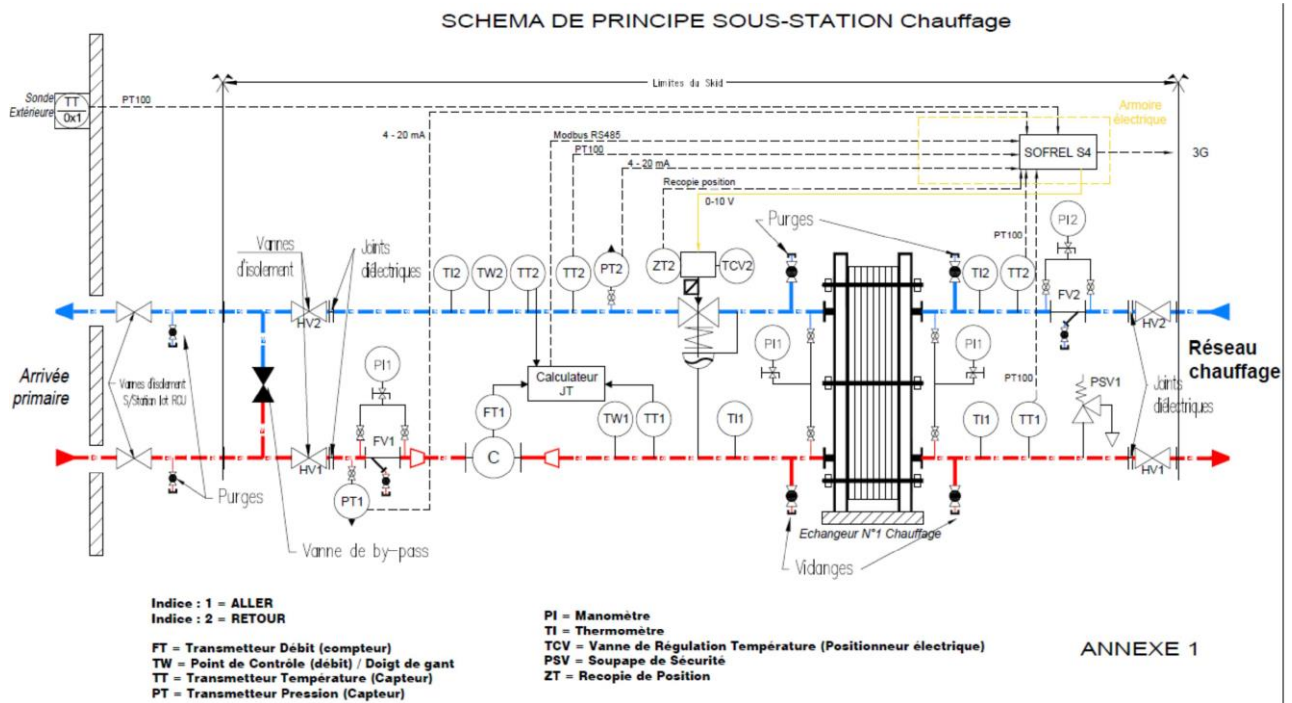 SCHEMA DE PRINCIPE SOUS-STATION Chauffage
Limites du Skid
Sonde
Extérieure
TT
0x1
PT100
Armoire
électrique
4 - 20 mA
Modbus RS485
PT100
4 - 20 mA
SOFREL S4
3G
Recopie position
0-10 V
Purges
PI2
PT100
Vannes
d'isolement
Joints
diélectriques
TI2
TW2
TT2
TT2
PT2
ZT2
TCV2
TI2
TT2
FV2
HV2
HV2
Arrivée
primaire
Vannes d'isolement
S/Station lot RCU
PI1
Calculateur
JT
PI1
PI1
PT100
PSV1
Joints
diélectriques
Réseau
chauffage
FT1
TW1
TT1
TI1
TI1
TT1
FV1
HV1
C
HV1
PT1
Purges
Vanne de by-pass
Echangeur N°1 Chauffage
Vidanges
Indice : 1 = ALLER
Indice : 2 = RETOUR
FT = Transmetteur Débit (compteur)
TW = Point de Contrôle (débit) / Doigt de gant
TT = Transmetteur Température (Capteur)
PT = Transmetteur Pression (Capteur)
PI = Manomètre
TI = Thermomètre
TCV = Vanne de Régulation Température (Positionneur électrique)
PSV = Soupape de Sécurité
ZT = Recopie de Position
ANNEXE 1